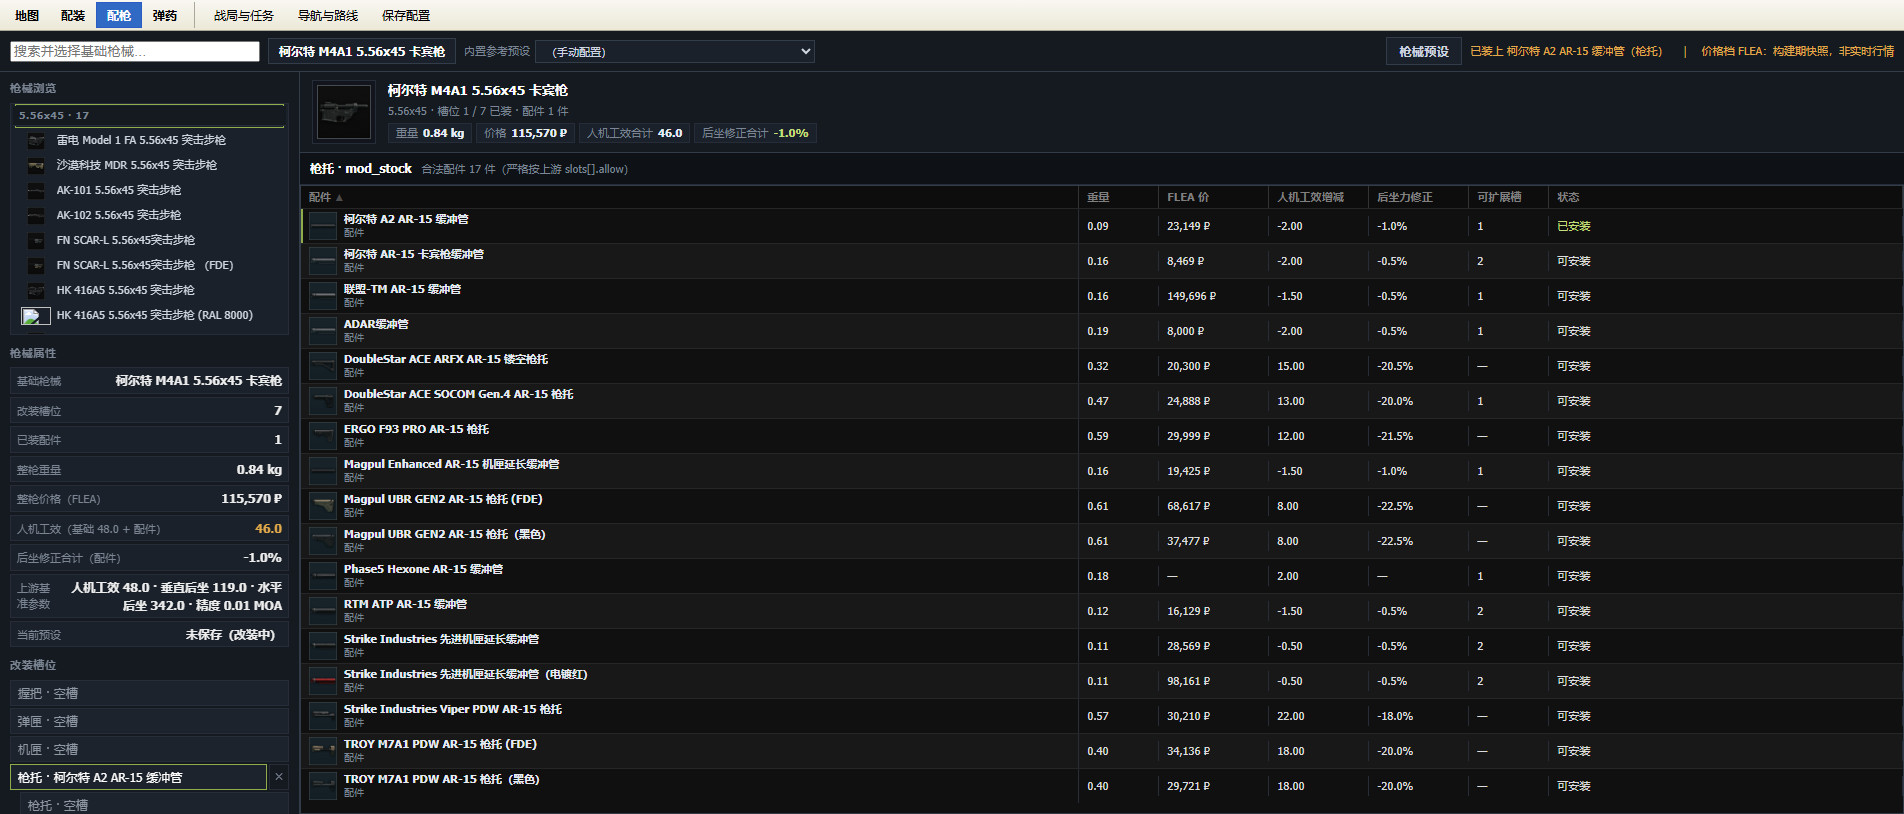 地图 配装 配枪 弹药 战局与任务 导航与路线 保存配置
搜索并选择基础枪械... 柯尔特 M4A1 5.56x45 卡宾枪 内置参考预设 (手动配置) 枪械预设 已装上 柯尔特 A2 AR-15 缓冲管（枪托） | 价格档 FLEA：构建期快照，非实时行情
枪械浏览
5.56x45 · 17
雷电 Model 1 FA 5.56x45 突击步枪
沙漠科技 MDR 5.56x45 突击步枪
AK-101 5.56x45 突击步枪
AK-102 5.56x45 突击步枪
FN SCAR-L 5.56x45突击步枪
FN SCAR-L 5.56x45突击步枪 (FDE)
HK 416A5 5.56x45 突击步枪
HK 416A5 5.56x45 突击步枪 (RAL 8000)
枪械属性
基础枪械 柯尔特 M4A1 5.56x45 卡宾枪
改装槽位 7
已装配件 1
整枪重量 0.84 kg
整枪价格（FLEA） 115,570 ₽
人机工效（基础 48.0 + 配件） 46.0
后坐修正合计（配件） -1.0%
上游基准参数 人机工效 48.0 · 垂直后坐 119.0 · 水平
后坐 342.0 · 精度 0.01 MOA
当前预设 未保存（改装中）
改装槽位
握把 · 空槽
弹匣 · 空槽
机匣 · 空槽
枪托 · 柯尔特 A2 AR-15 缓冲管 ×
枪托 · 空槽
柯尔特 M4A1 5.56x45 卡宾枪
5.56x45 · 槽位 1 / 7 已装 · 配件 1 件
重量 0.84 kg 价格 115,570 ₽ 人机工效合计 46.0 后坐修正合计 -1.0%
枪托 · mod_stock 合法配件 17 件（严格按上游 slots[].allow）
配件 ▲ 重量 FLEA 价 人机工效增减 后坐力修正 可扩展槽 状态
柯尔特 A2 AR-15 缓冲管
配件 0.09 23,149 ₽ -2.00 -1.0% 1 已安装
柯尔特 AR-15 卡宾枪缓冲管
配件 0.16 8,469 ₽ -2.00 -0.5% 2 可安装
联盟-TM AR-15 缓冲管
配件 0.16 149,696 ₽ -1.50 -0.5% 1 可安装
ADAR缓冲管
配件 0.19 8,000 ₽ -2.00 -0.5% 1 可安装
DoubleStar ACE ARFX AR-15 镂空枪托
配件 0.32 20,300 ₽ 15.00 -20.5% — 可安装
DoubleStar ACE SOCOM Gen.4 AR-15 枪托
配件 0.47 24,888 ₽ 13.00 -20.0% 1 可安装
ERGO F93 PRO AR-15 枪托
配件 0.59 29,999 ₽ 12.00 -21.5% — 可安装
Magpul Enhanced AR-15 机匣延长缓冲管
配件 0.16 19,425 ₽ -1.50 -1.0% 1 可安装
Magpul UBR GEN2 AR-15 枪托 (FDE)
配件 0.61 68,617 ₽ 8.00 -22.5% — 可安装
Magpul UBR GEN2 AR-15 枪托（黑色）
配件 0.61 37,477 ₽ 8.00 -22.5% — 可安装
Phase5 Hexone AR-15 缓冲管
配件 0.18 — 2.00 — 1 可安装
RTM ATP AR-15 缓冲管
配件 0.12 16,129 ₽ -1.50 -0.5% 2 可安装
Strike Industries 先进机匣延长缓冲管
配件 0.11 28,569 ₽ -0.50 -0.5% 2 可安装
Strike Industries 先进机匣延长缓冲管（电镀红）
配件 0.11 98,161 ₽ -0.50 -0.5% 2 可安装
Strike Industries Viper PDW AR-15 枪托
配件 0.57 30,210 ₽ 22.00 -18.0% — 可安装
TROY M7A1 PDW AR-15 枪托 (FDE)
配件 0.40 34,136 ₽ 18.00 -20.0% — 可安装
TROY M7A1 PDW AR-15 枪托（黑色）
配件 0.40 29,721 ₽ 18.00 -20.0% — 可安装